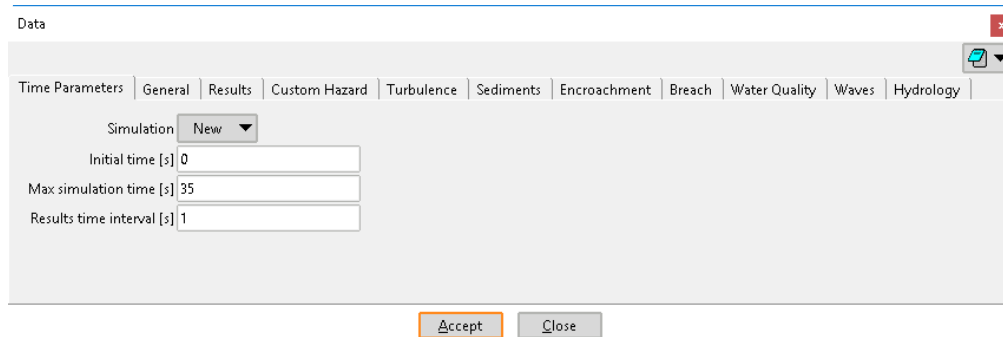 Data
x
Time Parameters General Results Custom Hazard Turbulence Sediments Encroachment Breach Water Quality Waves Hydrology
Simulation New
Initial time [s] 0
Max simulation time [s] 35
Results time interval [s] 1
Accept Close